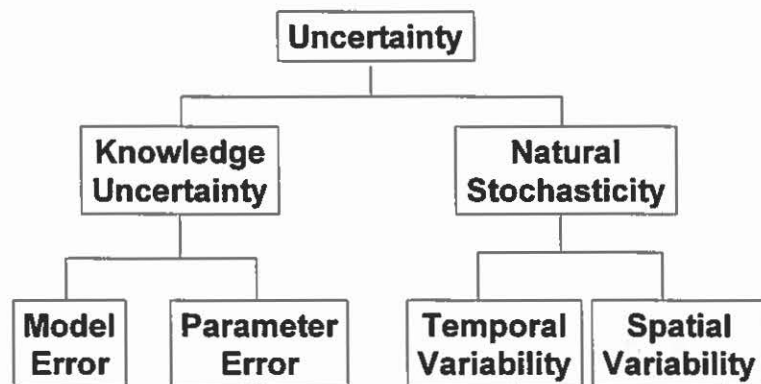 Uncertainty
Knowledge
Uncertainty
Natural
Stochasticity
Model
Error
Parameter
Error
Temporal
Variability
Spatial
Variability